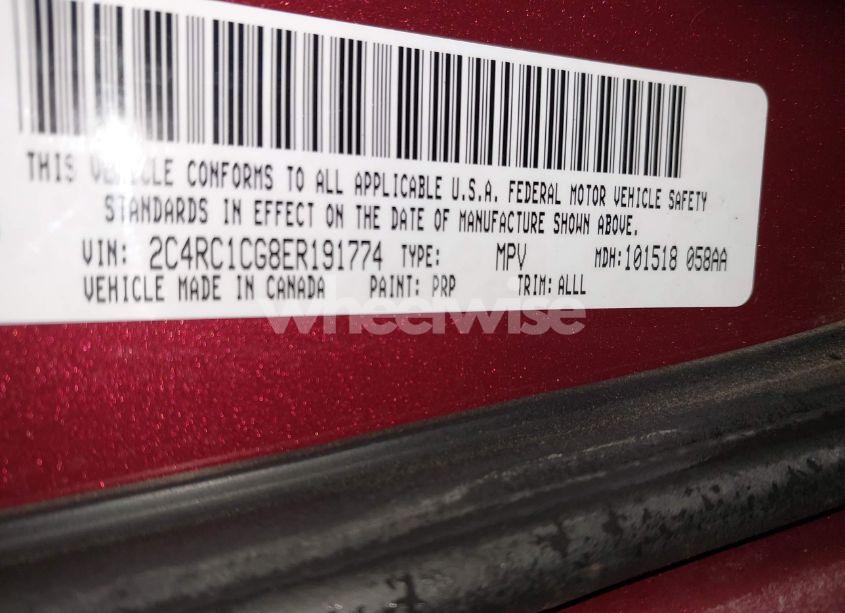 THIS VEHICLE CONFORMS TO ALL APPLICABLE U.S.A. FEDERAL MOTOR VEHICLE SAFETY
STANDARDS IN EFFECT ON THE DATE OF MANUFACTURE SHOWN ABOVE.
VIN: 2C4RC1CG8ER191774 TYPE: MPV MDH:101518 058AA
VEHICLE MADE IN CANADA PAINT: PRP TRIM: ALLL
wheelwise